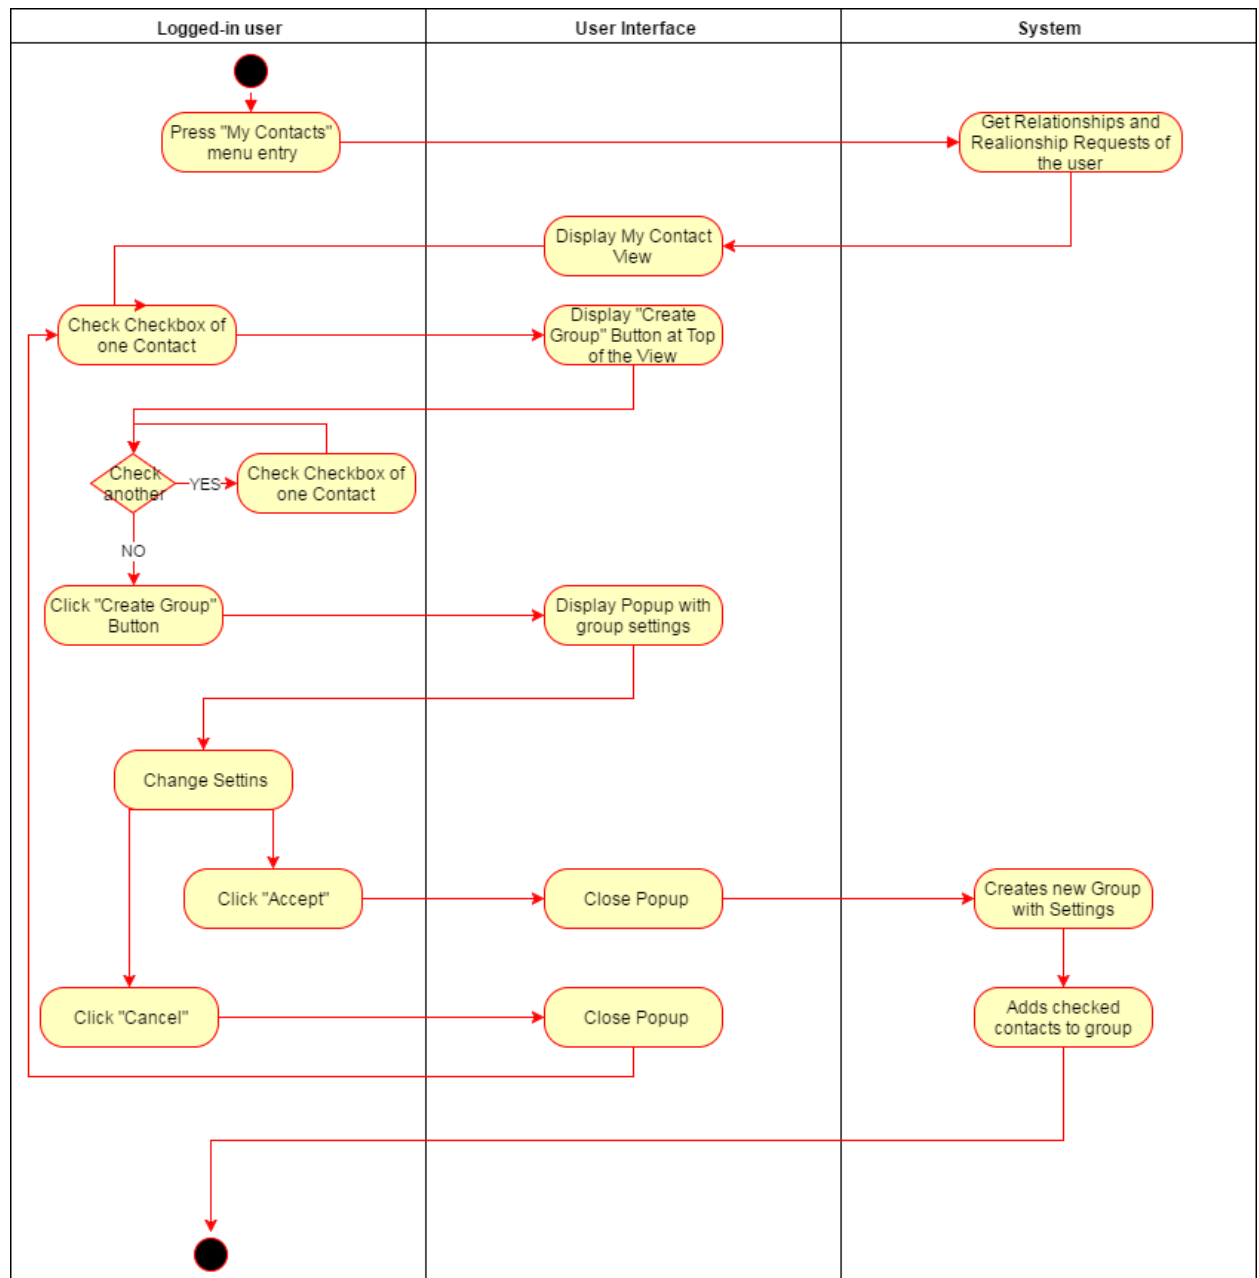 Logged-in user
User Interface
System
Press "My Contacts"
menu entry
Get Relationships and
Realionship Requests of
the user
Display My Contact
View
Check Checkbox of
one Contact
Display "Create
Group" Button at Top
of the View
Check
another
YES
Check Checkbox of
one Contact
NO
Click "Create Group"
Button
Display Popup with
group settings
Change Settins
Click "Accept"
Close Popup
Creates new Group
with Settings
Click "Cancel"
Close Popup
Adds checked
contacts to group